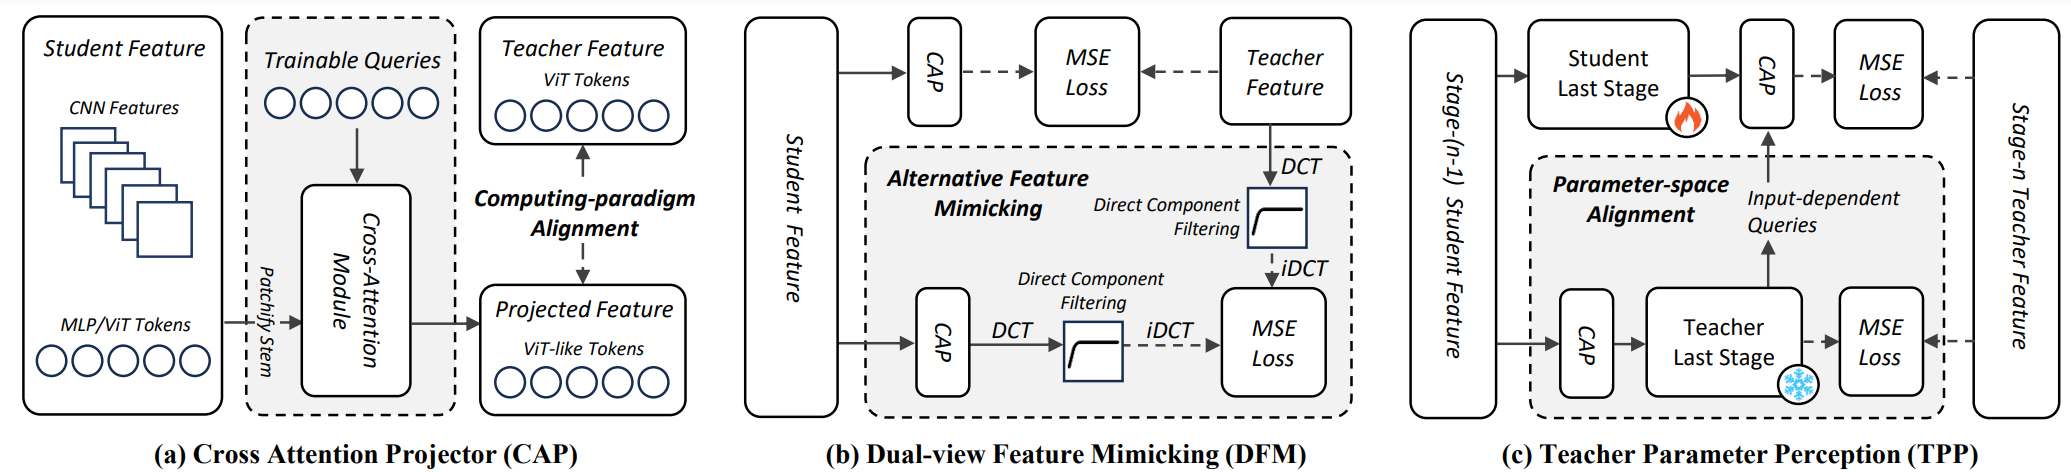 Student Feature
CNN Features
MLP/ViT Tokens
Trainable Queries
Patchify Stem
Cross-Attention
Module
Teacher Feature
ViT Tokens
Computing-paradigm
Alignment
Projected Feature
ViT-like Tokens
(a) Cross Attention Projector (CAP)
Student Feature
CAP
MSE
Loss
Teacher
Feature
Alternative Feature
Mimicking
DCT
Direct Component
Filtering
iDCT
CAP
DCT
Direct Component
Filtering
iDCT
MSE
Loss
(b) Dual-view Feature Mimicking (DFM)
Stage-(n-1) Student Feature
Student
Last Stage
CAP
MSE
Loss
Stage-n Teacher Feature
Parameter-space
Alignment
Input-dependent
Queries
CAP
Teacher
Last Stage
MSE
Loss
(c) Teacher Parameter Perception (TPP)